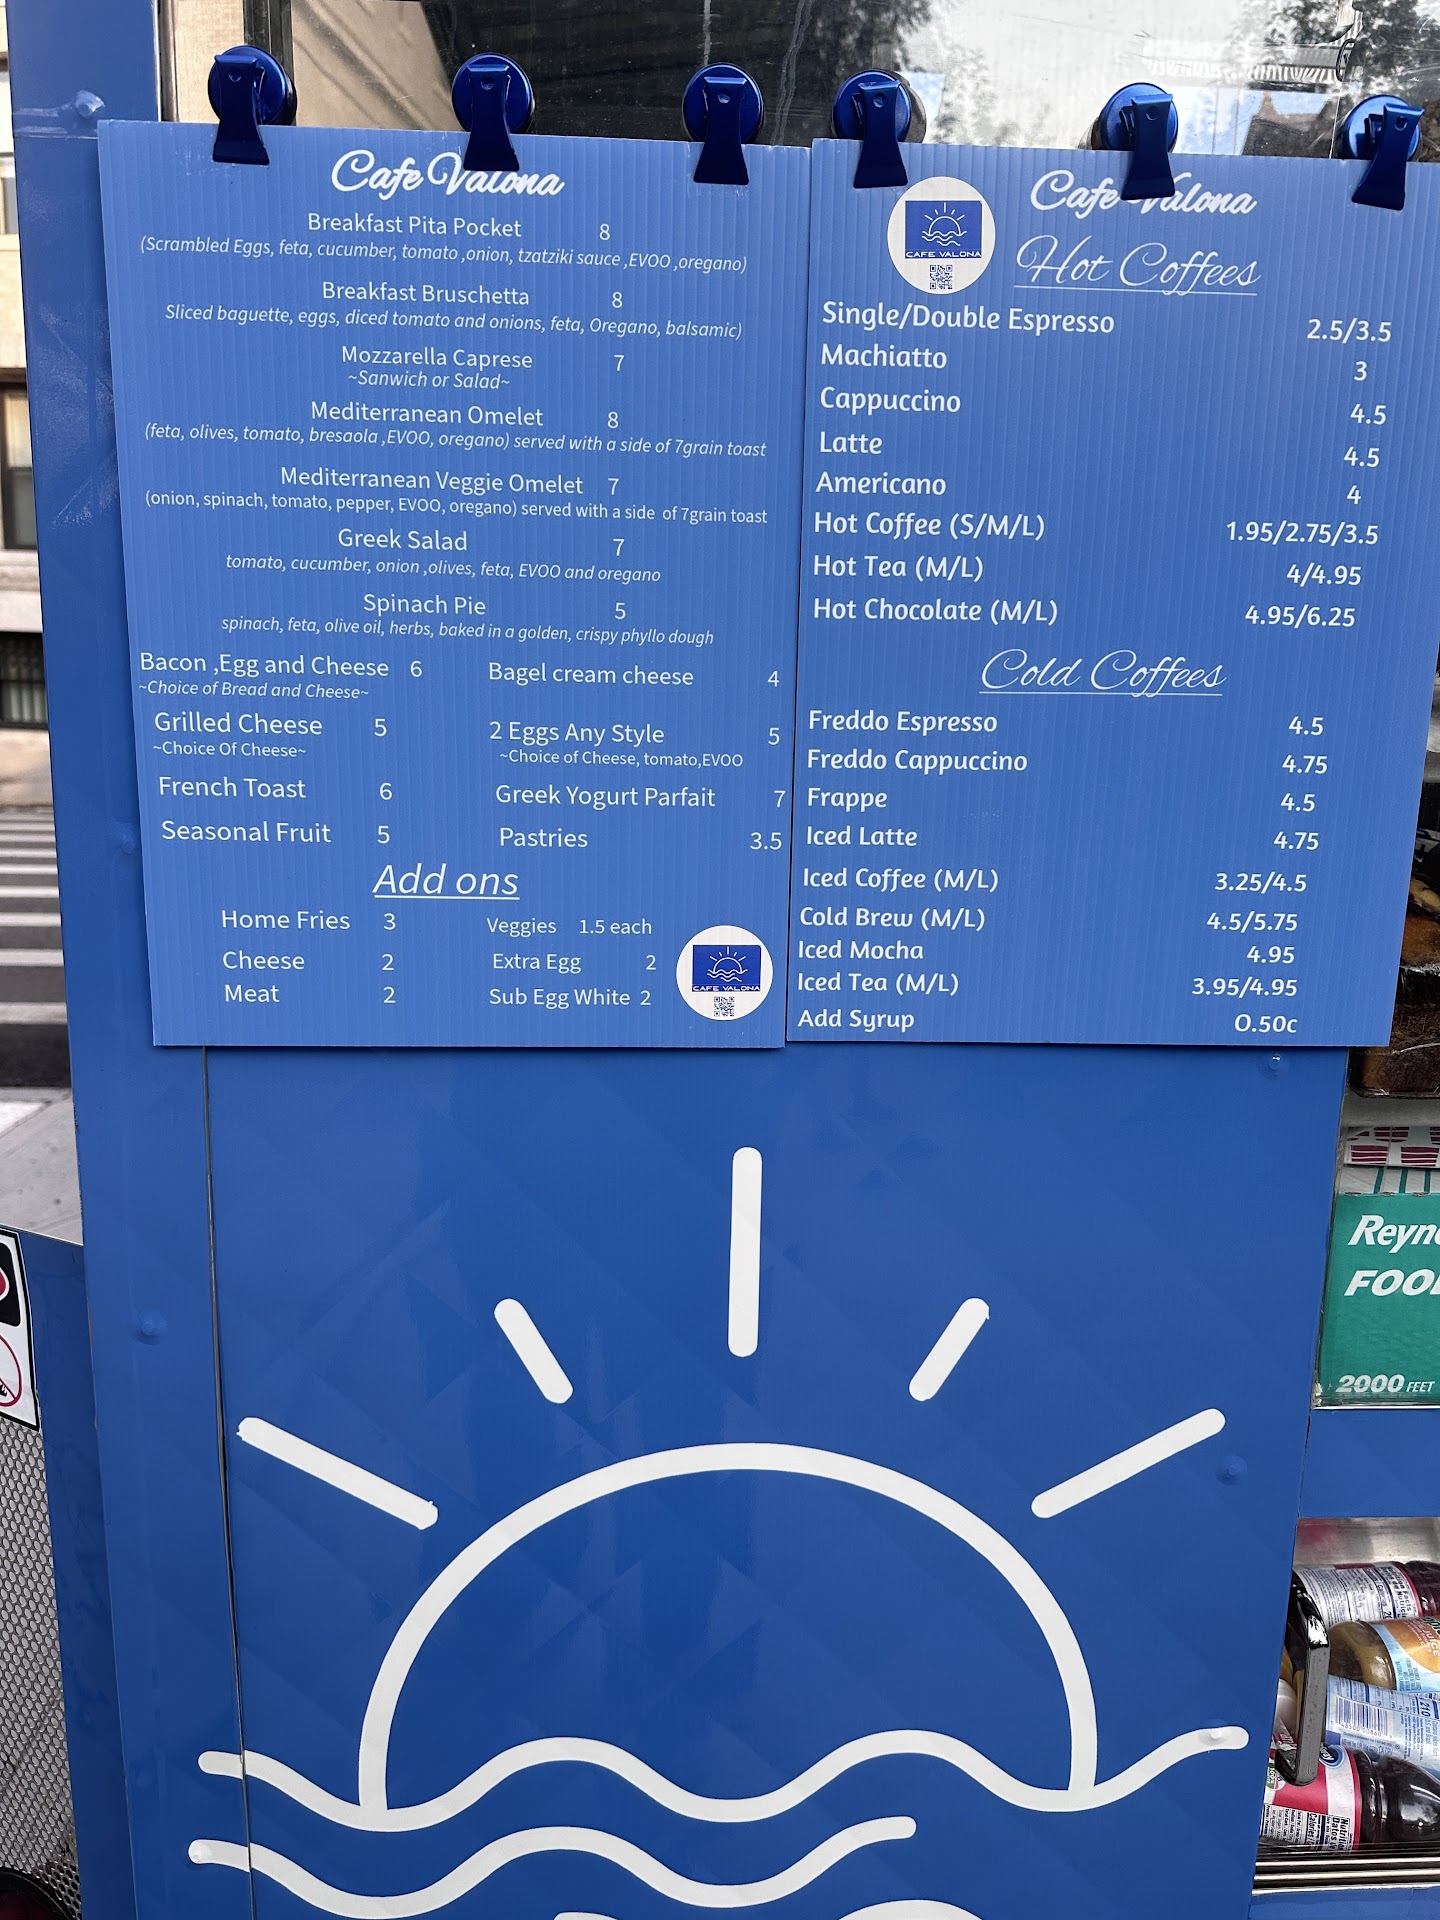 Cafe Valona
Breakfast Pita Pocket 8
(Scrambled Eggs, feta, cucumber, tomato ,onion, tzatziki sauce ,EVOO ,oregano)
Breakfast Bruschetta 8
Sliced baguette, eggs, diced tomato and onions, feta, Oregano, balsamic)
Mozzarella Caprese 7
~Sanwich or Salad~
Mediterranean Omelet 8
(feta, olives, tomato, bresaola ,EVOO, oregano) served with a side of 7grain toast
Mediterranean Veggie Omelet 7
(onion, spinach, tomato, pepper, EVOO, oregano) served with a side of 7grain toast
Greek Salad 7
tomato, cucumber, onion ,olives, feta, EVOO and oregano
Spinach Pie 5
spinach, feta, olive oil, herbs, baked in a golden, crispy phyllo dough
Bacon ,Egg and Cheese 6
~Choice of Bread and Cheese~
Bagel cream cheese 4
Grilled Cheese 5
~Choice Of Cheese~
2 Eggs Any Style 5
~Choice of Cheese, tomato,EVOO
French Toast 6
Greek Yogurt Parfait 7
Seasonal Fruit 5
Pastries 3.5
Add ons
Home Fries 3
Veggies 1.5 each
Cheese 2
Extra Egg 2
Meat 2
Sub Egg White 2
CAFE VALONA
CAFE VALONA
Cafe Valona
Hot Coffees
Single/Double Espresso 2.5/3.5
Machiatto 3
Cappuccino 4.5
Latte 4.5
Americano 4
Hot Coffee (S/M/L) 1.95/2.75/3.5
Hot Tea (M/L) 4/4.95
Hot Chocolate (M/L) 4.95/6.25
Cold Coffees
Freddo Espresso 4.5
Freddo Cappuccino 4.75
Frappe 4.5
Iced Latte 4.75
Iced Coffee (M/L) 3.25/4.5
Cold Brew (M/L) 4.5/5.75
Iced Mocha 4.95
Iced Tea (M/L) 3.95/4.95
Add Syrup 0.50c
Reyn
FOO
2000 FEET